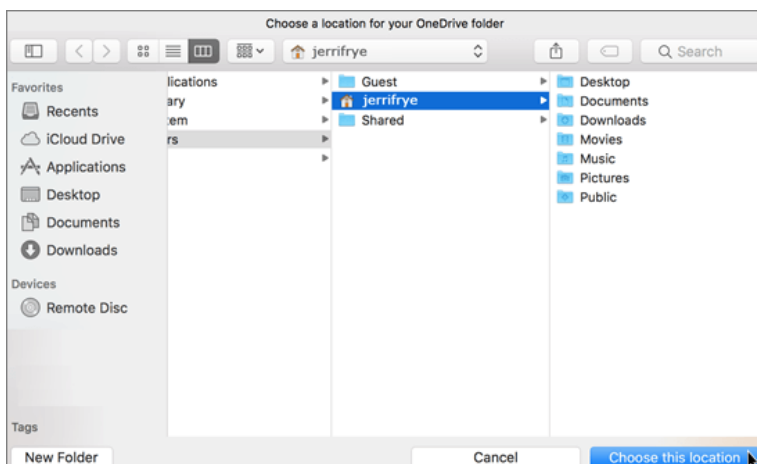 Choose a location for your OneDrive folder
jerrifrye
Search
Favorites
Recents
iCloud Drive
Applications
Desktop
Documents
Downloads
Devices
Remote Disc
Tags
lications
ary
em
rs
Guest
jerrifrye
Shared
Desktop
Documents
Downloads
Movies
Music
Pictures
Public
New Folder
Cancel
Choose this location